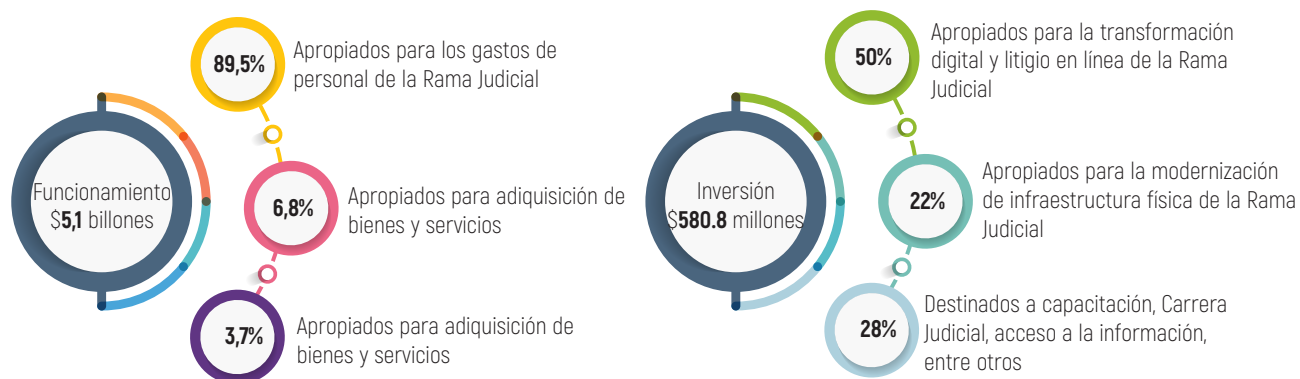 Funcionamiento
$5,1 billones
89,5%
Apropiados para los gastos de
personal de la Rama Judicial
6,8%
Apropiados para adiquisición de
bienes y servicios
3,7%
Apropiados para adiquisición de
bienes y servicios
Inversión
$580.8 millones
50%
Apropiados para la transformación
digital y litigio en línea de la Rama
Judicial
22%
Apropiados para la modernización
de infraestructura física de la Rama
Judicial
28%
Destinados a capacitación, Carrera
Judicial, acceso a la información,
entre otros